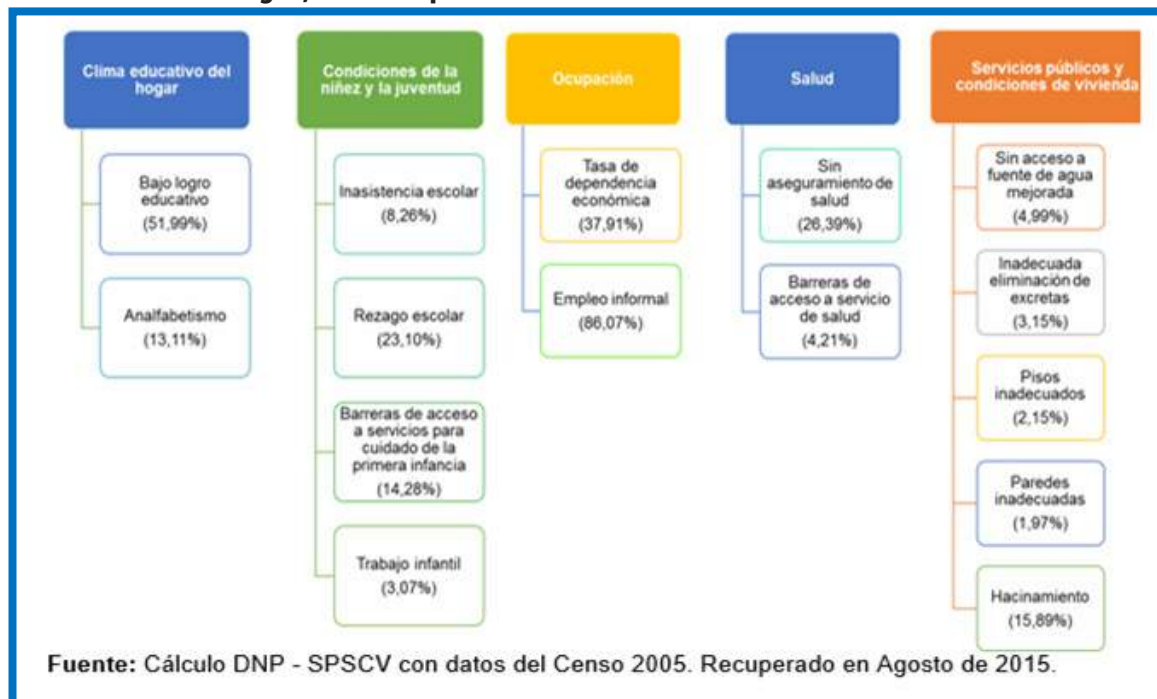 Clima educativo del
hogar
Bajo logro
educativo
(51,99%)
Analfabetismo
(13,11%)
Condiciones de la
niñez y la juventud
Inasistencia escolar
(8,26%)
Rezago escolar
(23,10%)
Barreras de acceso
a servicios para
cuidado de la
primera infancia
(14,28%)
Trabajo infantil
(3,07%)
Ocupación
Tasa de
dependencia
económica
(37,91%)
Empleo informal
(86,07%)
Salud
Sin
aseguramiento de
salud
(26,39%)
Barreras de
acceso a servicio
de salud
(4,21%)
Servicios públicos y
condiciones de vivienda
Sin acceso a
fuente de agua
mejorada
(4,99%)
Inadecuada
eliminación de
excretas
(3,15%)
Pisos
inadecuados
(2,15%)
Paredes
inadecuadas
(1,97%)
Hacinamiento
(15,89%)
Fuente: Cálculo DNP - SPSCV con datos del Censo 2005. Recuperado en Agosto de 2015.